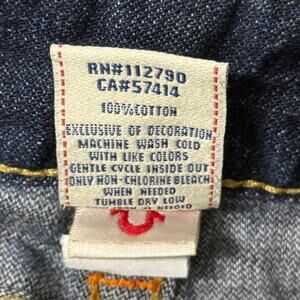 RN#112790
CA#57414
100%COTTON
EXCLUSIVE OF DECORATION
MACHINE WASH COLD
WITH LIKE COLORS
GENTLE CYCLE INSIDE OUT
ONLY NON-CHLORINE BLEACH
WHEN NEEDED
TUMBLE DRY LOW